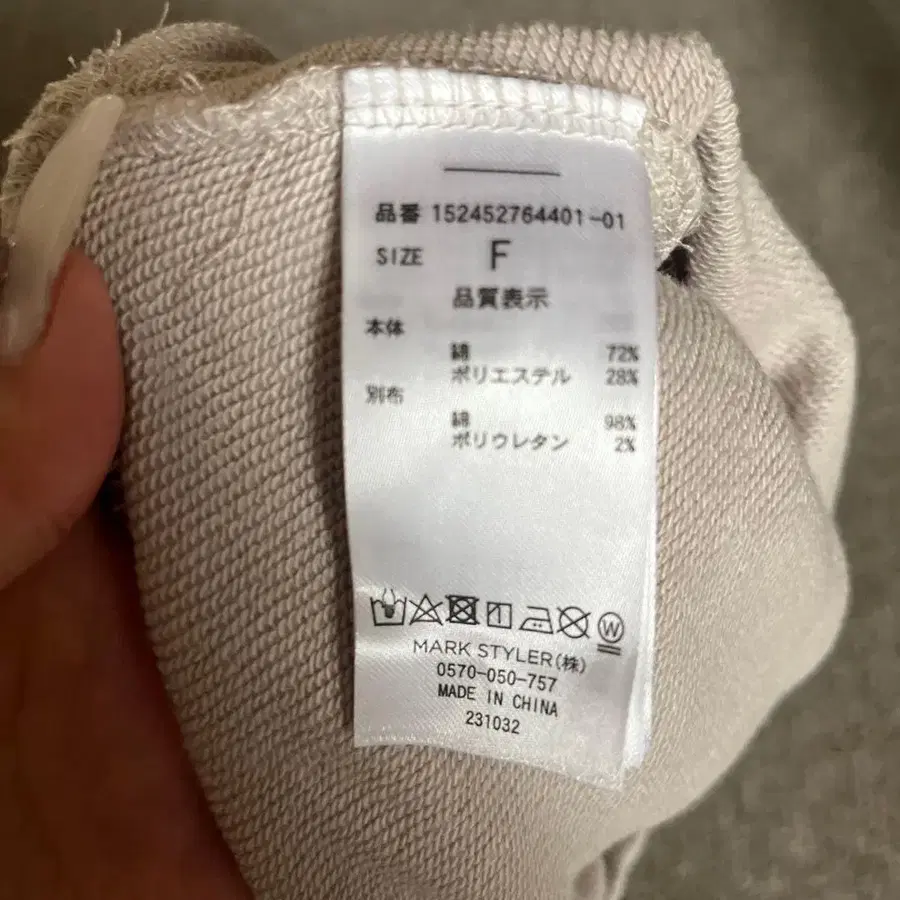 品番 152452764401-01
SIZE F
品質表示
本体
綿 72%
ポリエステル 28%
別布
綿 98%
ポリウレタン 2%
W
MARK STYLER(株)
0570-050-757
MADE IN CHINA
231032